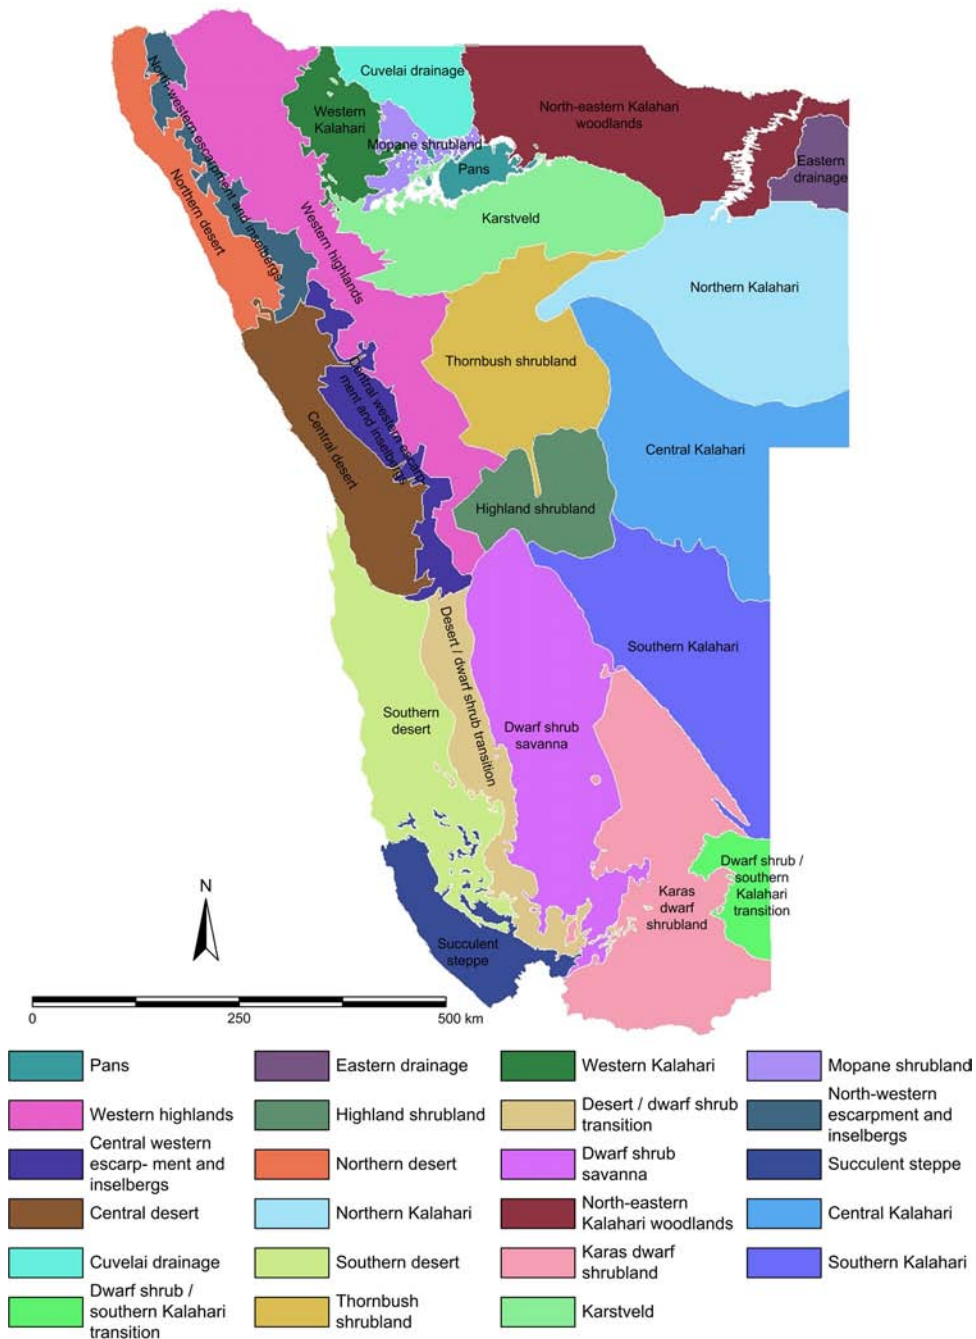 Cuvelai drainage
Western
Kalahari
North-eastern Kalahari
woodlands
Mopane shrubland
Pans
Eastern
drainage
North-western escarpment and inselbergs
Northern desert
Western highlands
Karstveld
Northern Kalahari
Thornbush shrubland
Central western escarp-
ment and inselbergs
Central desert
Central Kalahari
Highland shrubland
Desert / dwarf shrub transition
Southern Kalahari
Southern
desert
Dwarf shrub
savanna
Dwarf shrub /
southern
Kalahari
transition
Karas
dwarf
shrubland
Succulent
steppe
N
0 250 500 km
Pans
Eastern drainage
Western Kalahari
Mopane shrubland
Western highlands
Highland shrubland
Desert / dwarf shrub
transition
North-western
escarpment and
inselbergs
Central western
escarp- ment and
inselbergs
Northern desert
Dwarf shrub
savanna
Succulent steppe
Central desert
Northern Kalahari
North-eastern
Kalahari woodlands
Central Kalahari
Cuvelai drainage
Southern desert
Karas dwarf
shrubland
Southern Kalahari
Dwarf shrub /
southern Kalahari
transition
Thornbush
shrubland
Karstveld